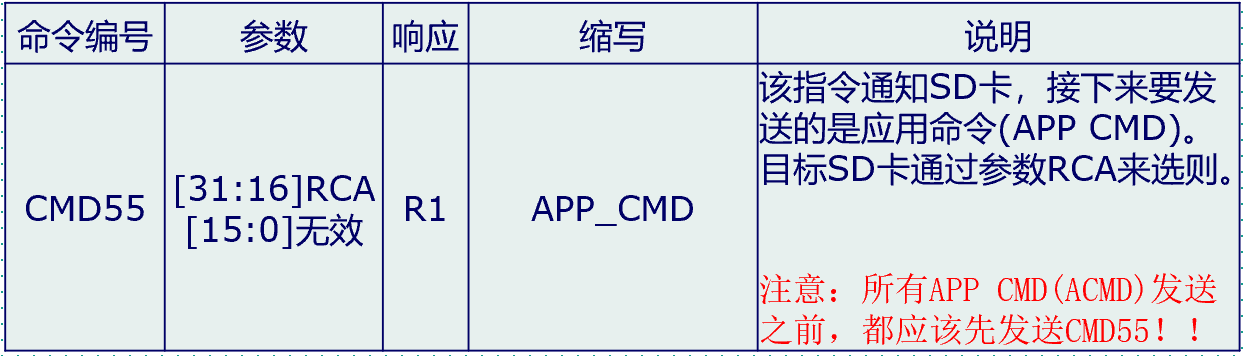 命令编号 参数 响应 缩写 说明
CMD55 [31:16]RCA R1 APP_CMD 该指令通知SD卡，接下来要发
[15:0]无效
送的是应用命令(APP CMD)。
目标SD卡通过参数RCA来选则。
注意：所有APP CMD(ACMD)发送
之前，都应该先发送CMD55！！